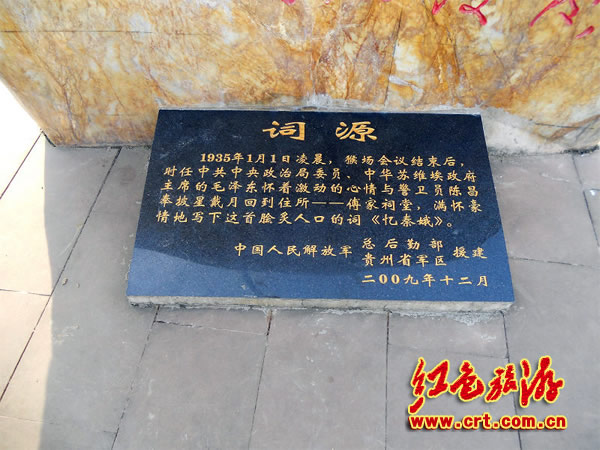 词源
1935年1月1日凌晨，猴场会议结束后，
时任中共中央政治局委员、中华苏维埃政府
主席的毛泽东怀着激动的心情与警卫员陈昌
奉披星戴月回到住所——傅家祠堂，满怀豪
情地写下这首脍炙人口的词《忆秦娥》。
中国人民解放军 总后勤部 贵州省军区 援建
二00九年十二月
红色旅游
www.crt.com.cn